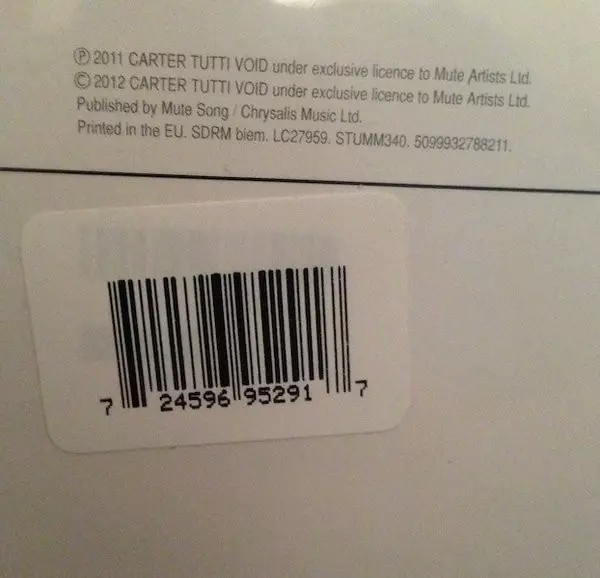 Ⓟ 2011 CARTER TUTTI VOID under exclusive licence to Mute Artists Ltd.
© 2012 CARTER TUTTI VOID under exclusive licence to Mute Artists Ltd.
Published by Mute Song / Chrysalis Music Ltd.
Printed in the EU. SDRM biem. LC27959. STUMM340. 5099932788211.
7 24596 95291 7